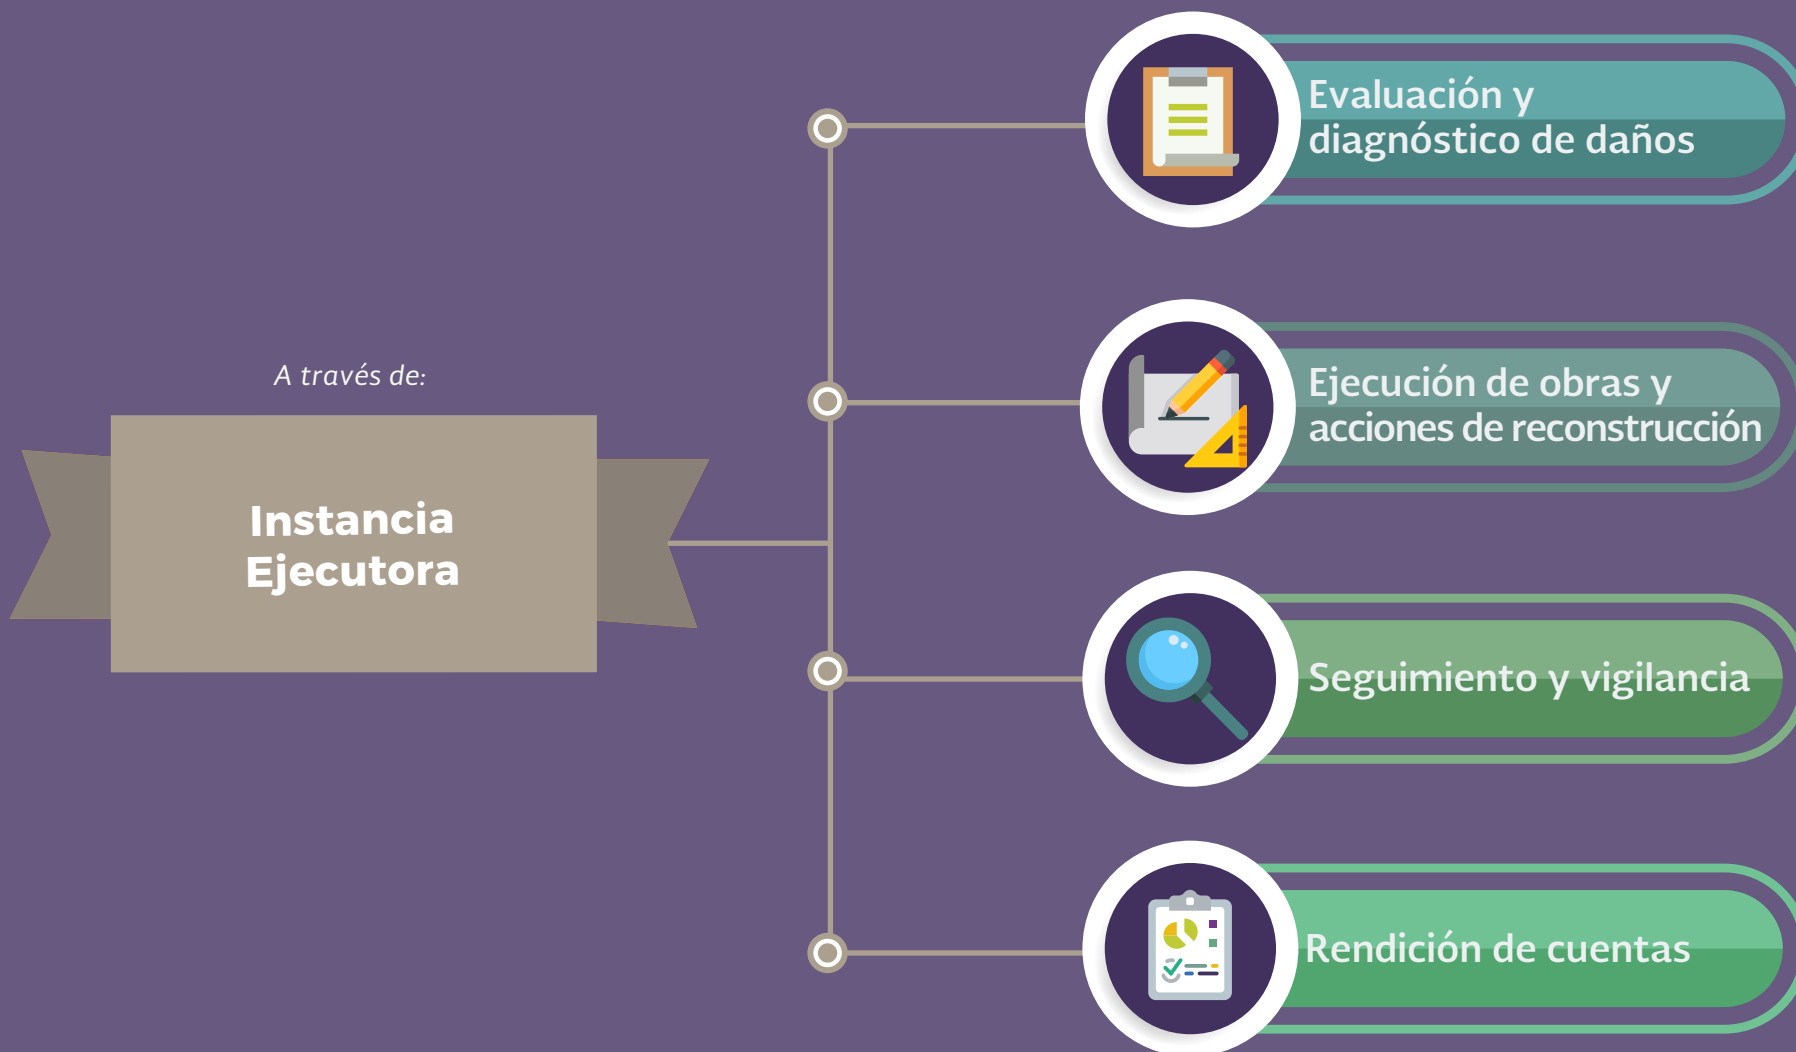 A través de:
Instancia
Ejecutora
Evaluación y
diagnóstico de daños
Ejecución de obras y
acciones de reconstrucción
Seguimiento y vigilancia
Rendición de cuentas